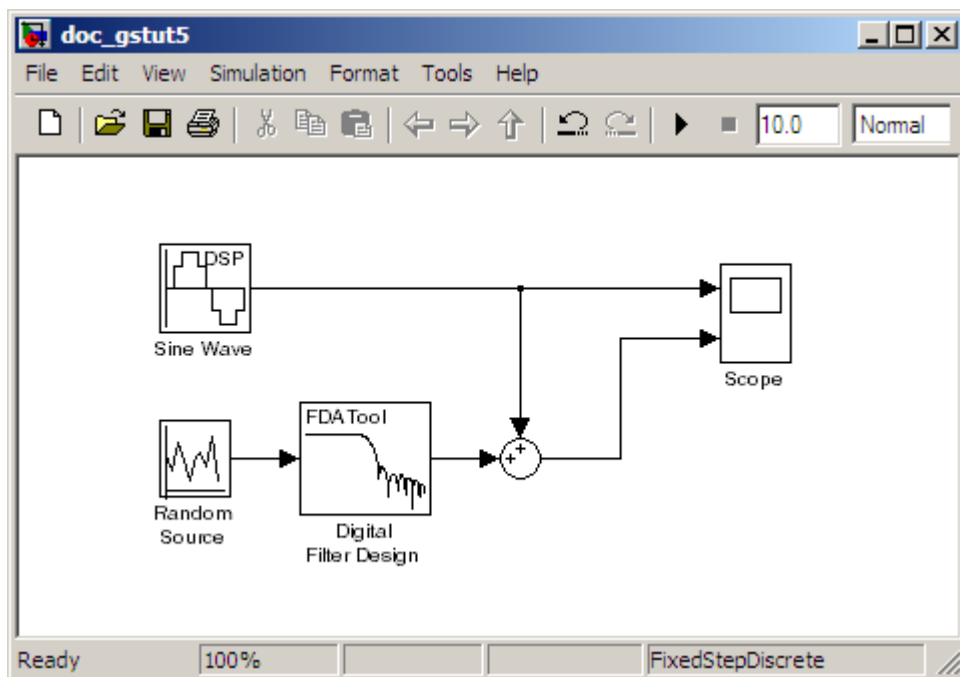 doc_gstut5
File Edit View Simulation Format Tools Help
10.0 Normal
DSP
Sine Wave
Scope
FDATool
Random
Source
Digital
Filter Design
Ready 100% FixedStepDiscrete